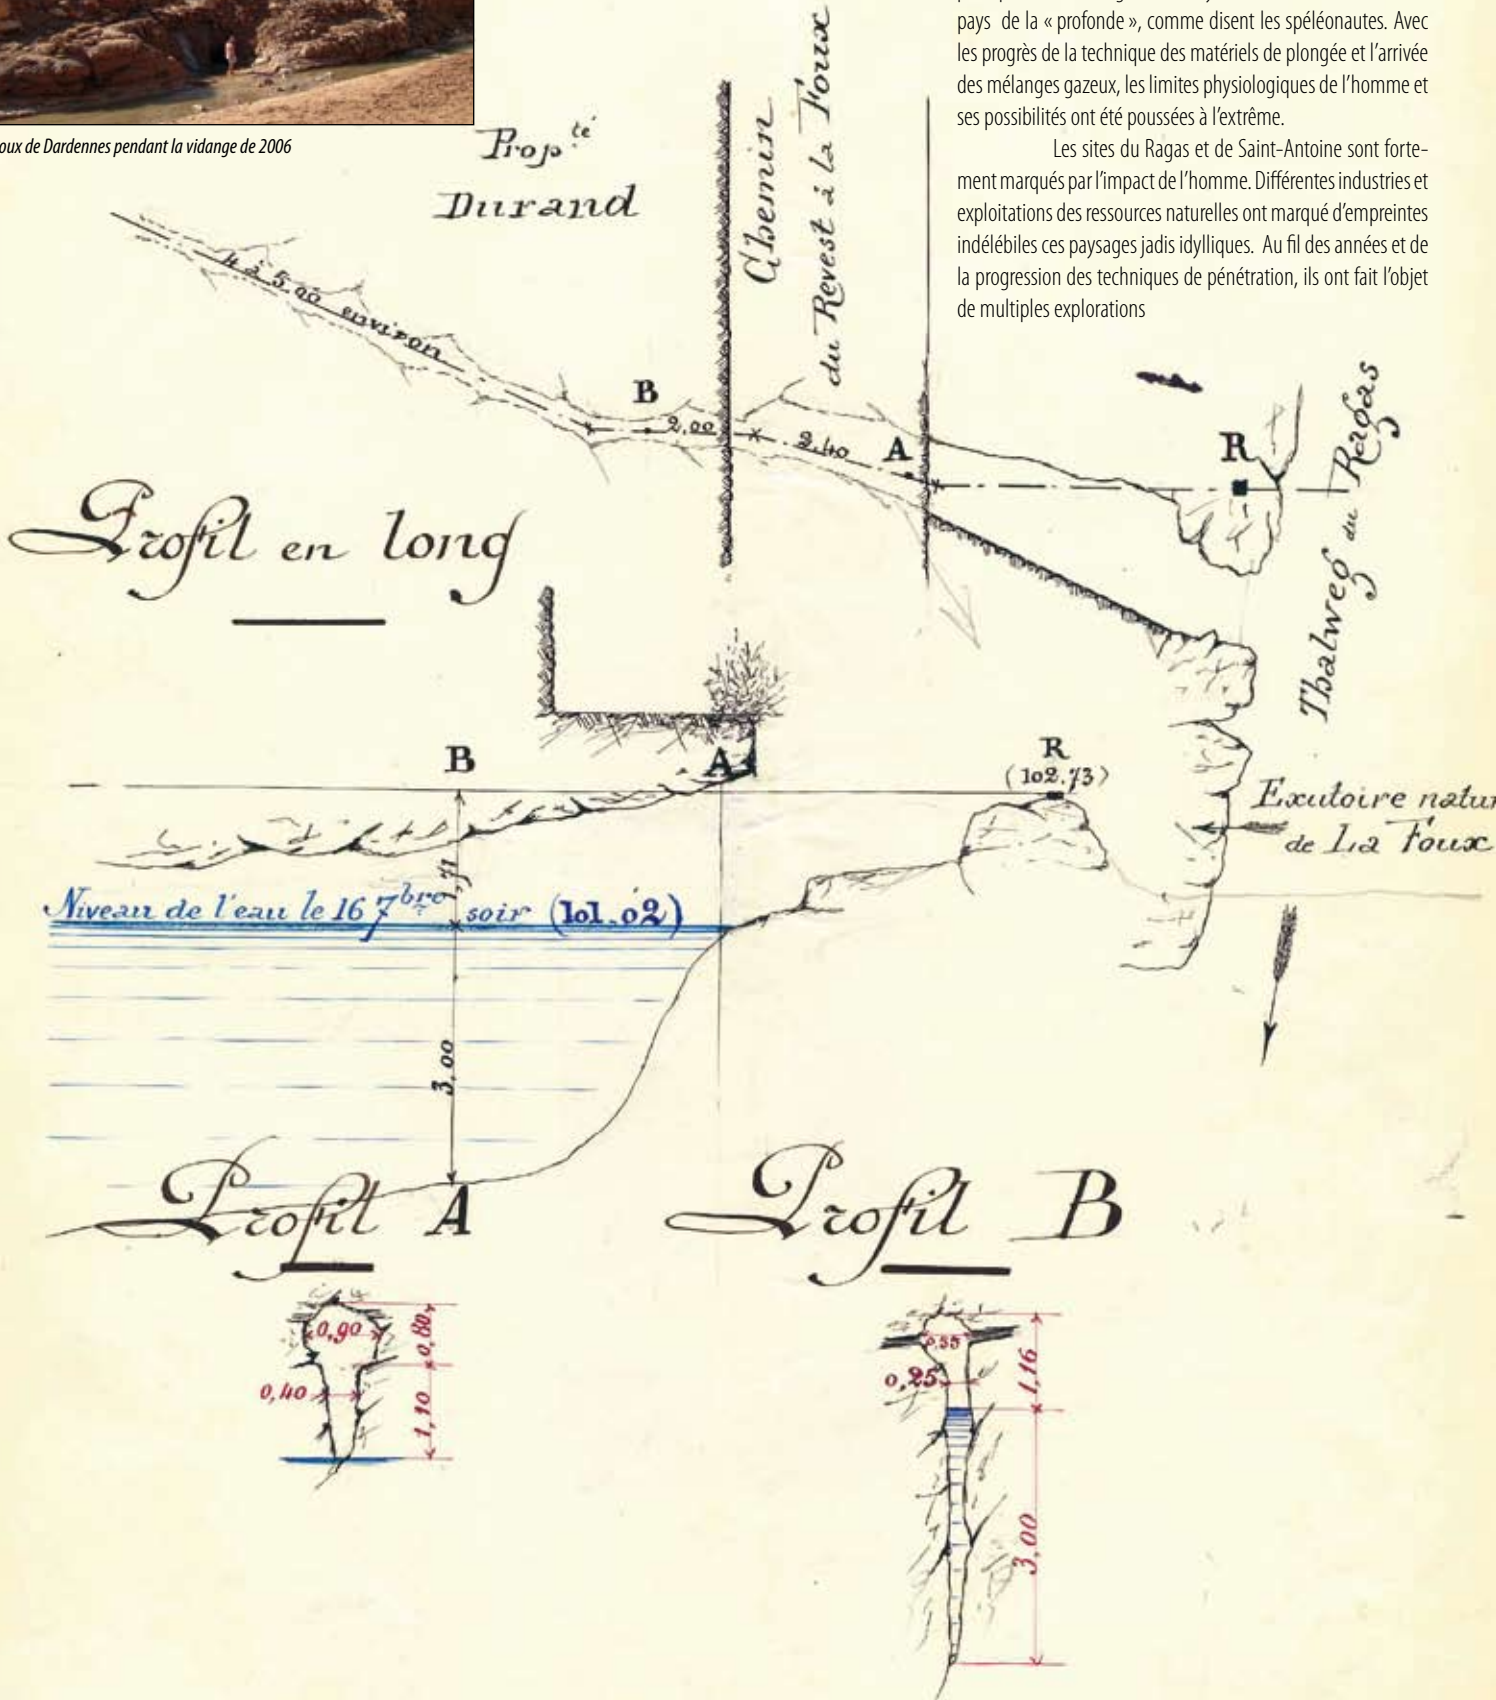 pays de la « profonde », comme disent les spéléonautes. Avec
les progrès de la technique des matériels de plongée et l’arrivée
des mélanges gazeux, les limites physiologiques de l’homme et
ses possibilités ont été poussées à l’extrême.
Les sites du Ragas et de Saint-Antoine sont forte-
ment marqués par l’impact de l’homme. Différentes industries et
exploitations des ressources naturelles ont marqué d’empreintes
indélébiles ces paysages jadis idylliques. Au fil des années et de
la progression des techniques de pénétration, ils ont fait l’objet
de multiples explorations
oux de Dardennes pendant la vidange de 2006
Prop.té
Durand
Chemin
du Revest à la Foux
4 à 5.00 environ
B
2,00
2.40
A
R
Thalweg du Ragas
Profil en long
B
A
R
(102.73)
Exutoire natur
de La Foux
1,71
Niveau de l'eau le 16 7bre soir (101.02)
3,00
Profil A
Profil B
0,90
0,80
0,40
1,10
0,35
0,25
1,16
3,00